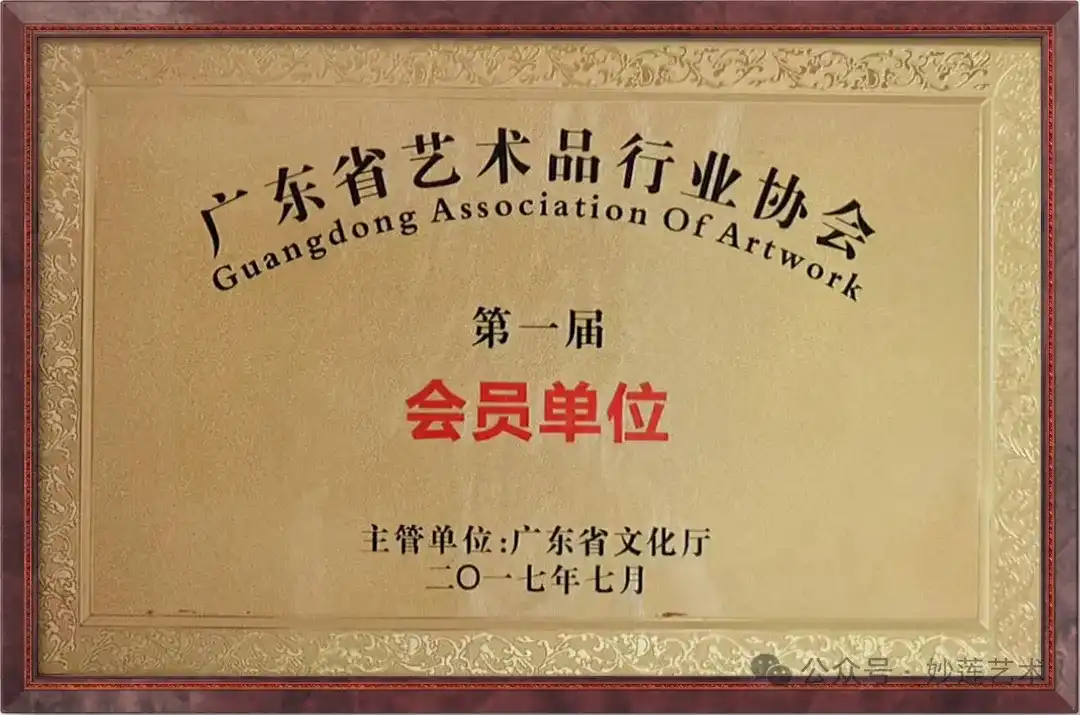 广东省艺术品行业协会
Guangdong Association Of Artwork
第一届
会员单位
主管单位:广东省文化厅
二〇一七年七月
公众号 · 妙莲艺术